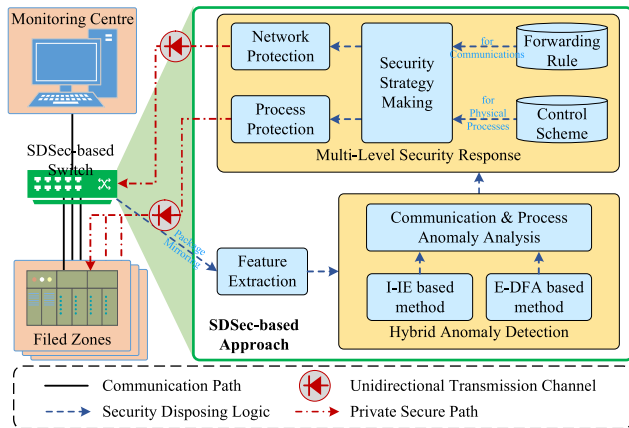 Monitoring Centre
SDSec-based
Switch
Filed Zones
Package
Mirroring
Network
Protection
Process
Protection
Security
Strategy
Making
for
Communications
for
Physical
Processes
Forwarding
Rule
Control
Scheme
Multi-Level Security Response
Feature
Extraction
Communication & Process
Anomaly Analysis
I-IE based
method
E-DFA based
method
Hybrid Anomaly Detection
SDSec-based
Approach
Communication Path
Unidirectional Transmission Channel
Security Disposing Logic
Private Secure Path